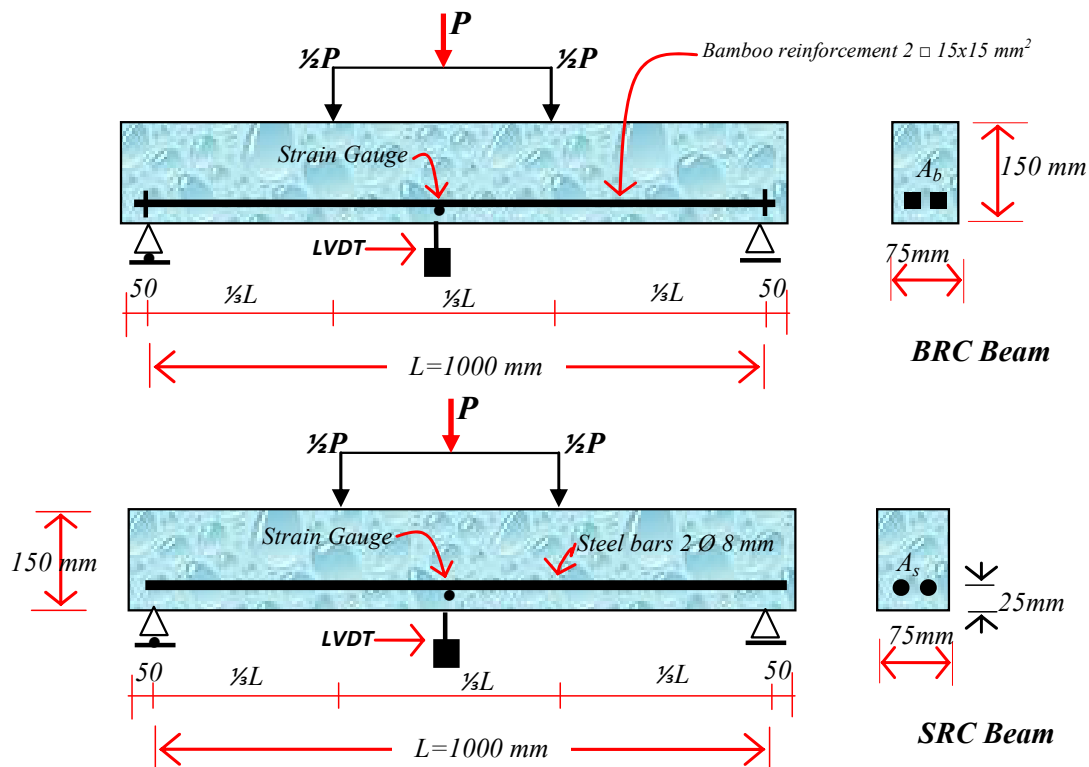 P
½P
½P
Bamboo reinforcement 2 □ 15x15 mm²
Strain Gauge
LVDT
50
⅓L
⅓L
⅓L
50
L=1000 mm
A_b
150 mm
75mm
BRC Beam
P
½P
½P
150 mm
Strain Gauge
Steel bars 2 Ø 8 mm
LVDT
50
⅓L
⅓L
⅓L
50
L=1000 mm
A_s
25mm
75mm
SRC Beam